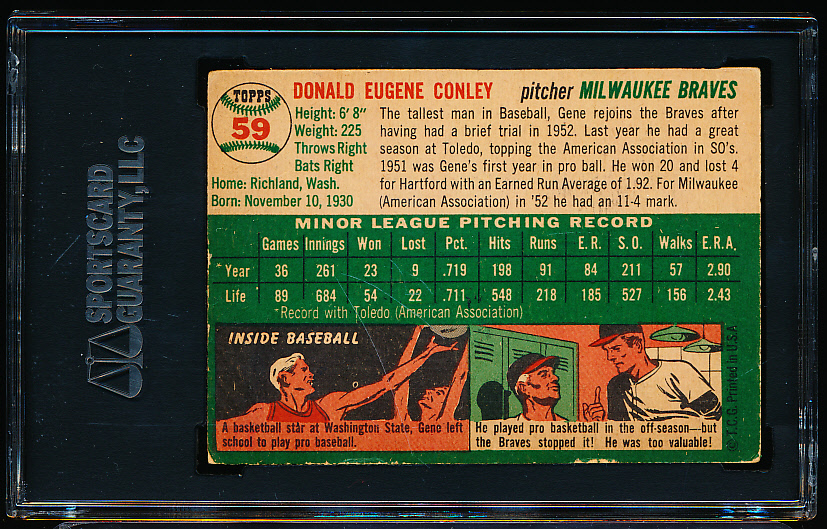 SPORTSCARD
GUARANTY, LLC
TOPPS
59
DONALD EUGENE CONLEY pitcher MILWAUKEE BRAVES
Height: 6' 8"
Weight: 225
Throws Right
Bats Right
Home: Richland, Wash.
Born: November 10, 1930
The tallest man in Baseball, Gene rejoins the Braves after
having had a brief trial in 1952. Last year he had a great
season at Toledo, topping the American Association in SO's.
1951 was Gene's first year in pro ball. He won 20 and lost 4
for Hartford with an Earned Run Average of 1.92. For Milwaukee
(American Association) in '52 he had an 11-4 mark.
MINOR LEAGUE PITCHING RECORD
Games Innings Won Lost Pct. Hits Runs E.R. S.O. Walks E.R.A.
*Year 36 261 23 9 .719 198 91 84 211 57 2.90
Life 89 684 54 22 .711 548 218 185 527 156 2.43
*Record with Toledo (American Association)
INSIDE BASEBALL
A basketball star at Washington State, Gene left
school to play pro baseball.
He played pro basketball in the off-season—but
the Braves stopped it! He was too valuable!
© T.C.G. Printed in U.S.A